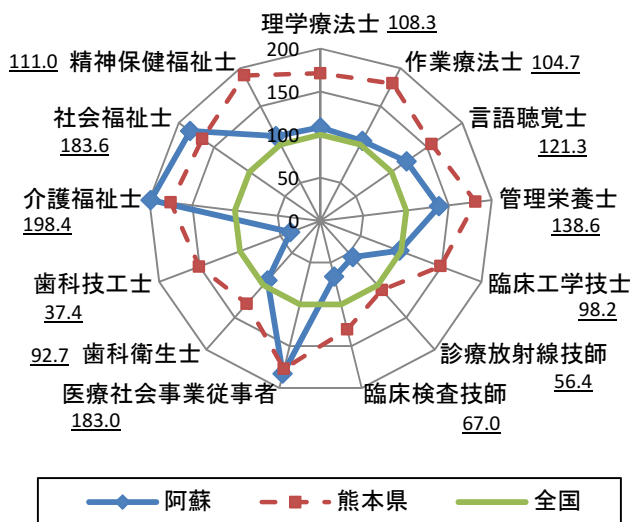 理学療法士 108.3
作業療法士 104.7
言語聴覚士
121.3
管理栄養士
138.6
臨床工学技士
98.2
診療放射線技師
56.4
臨床検査技師
67.0
医療社会事業従事者
183.0
92.7 歯科衛生士
歯科技工士
37.4
介護福祉士
198.4
社会福祉士
183.6
111.0 精神保健福祉士
200
150
100
50
0
阿蘇 熊本県 全国